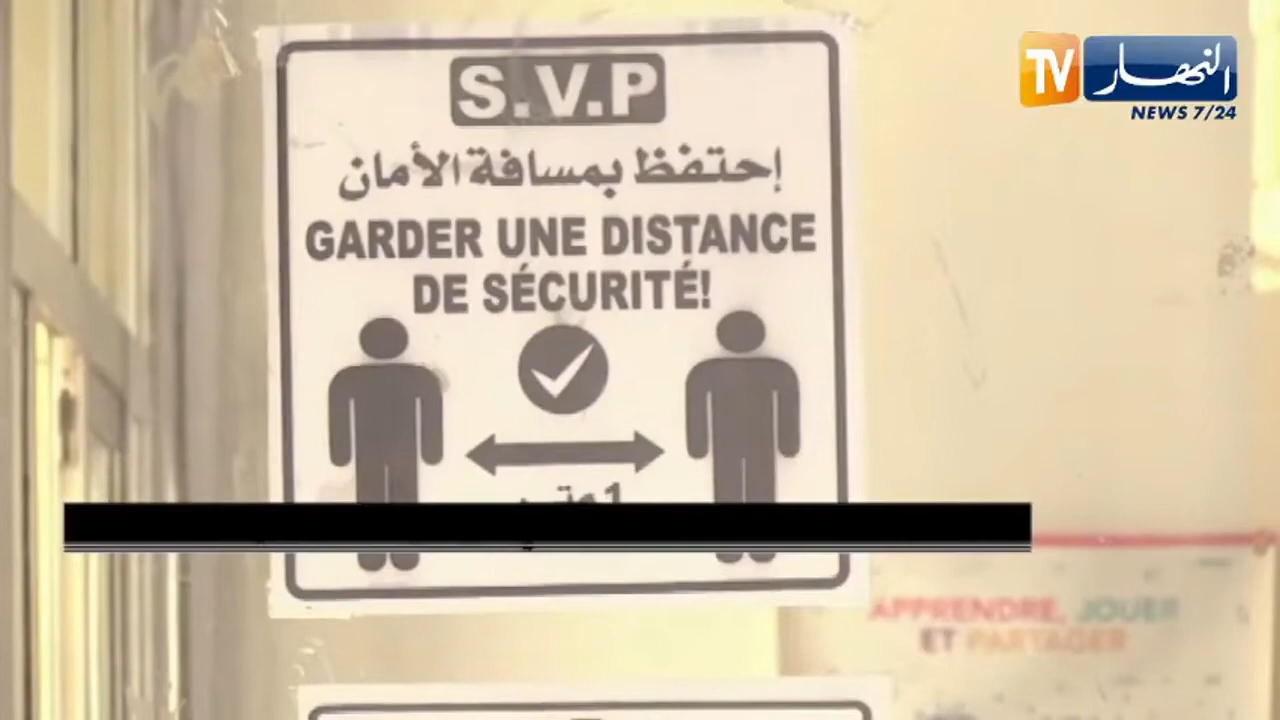 S.V.P
إحتفظ بمسافة الأمان
GARDER UNE DISTANCE
DE SÉCURITÉ!
TV النهار
NEWS 7/24
APPRENDRE, JOUER
ET PARTAGER